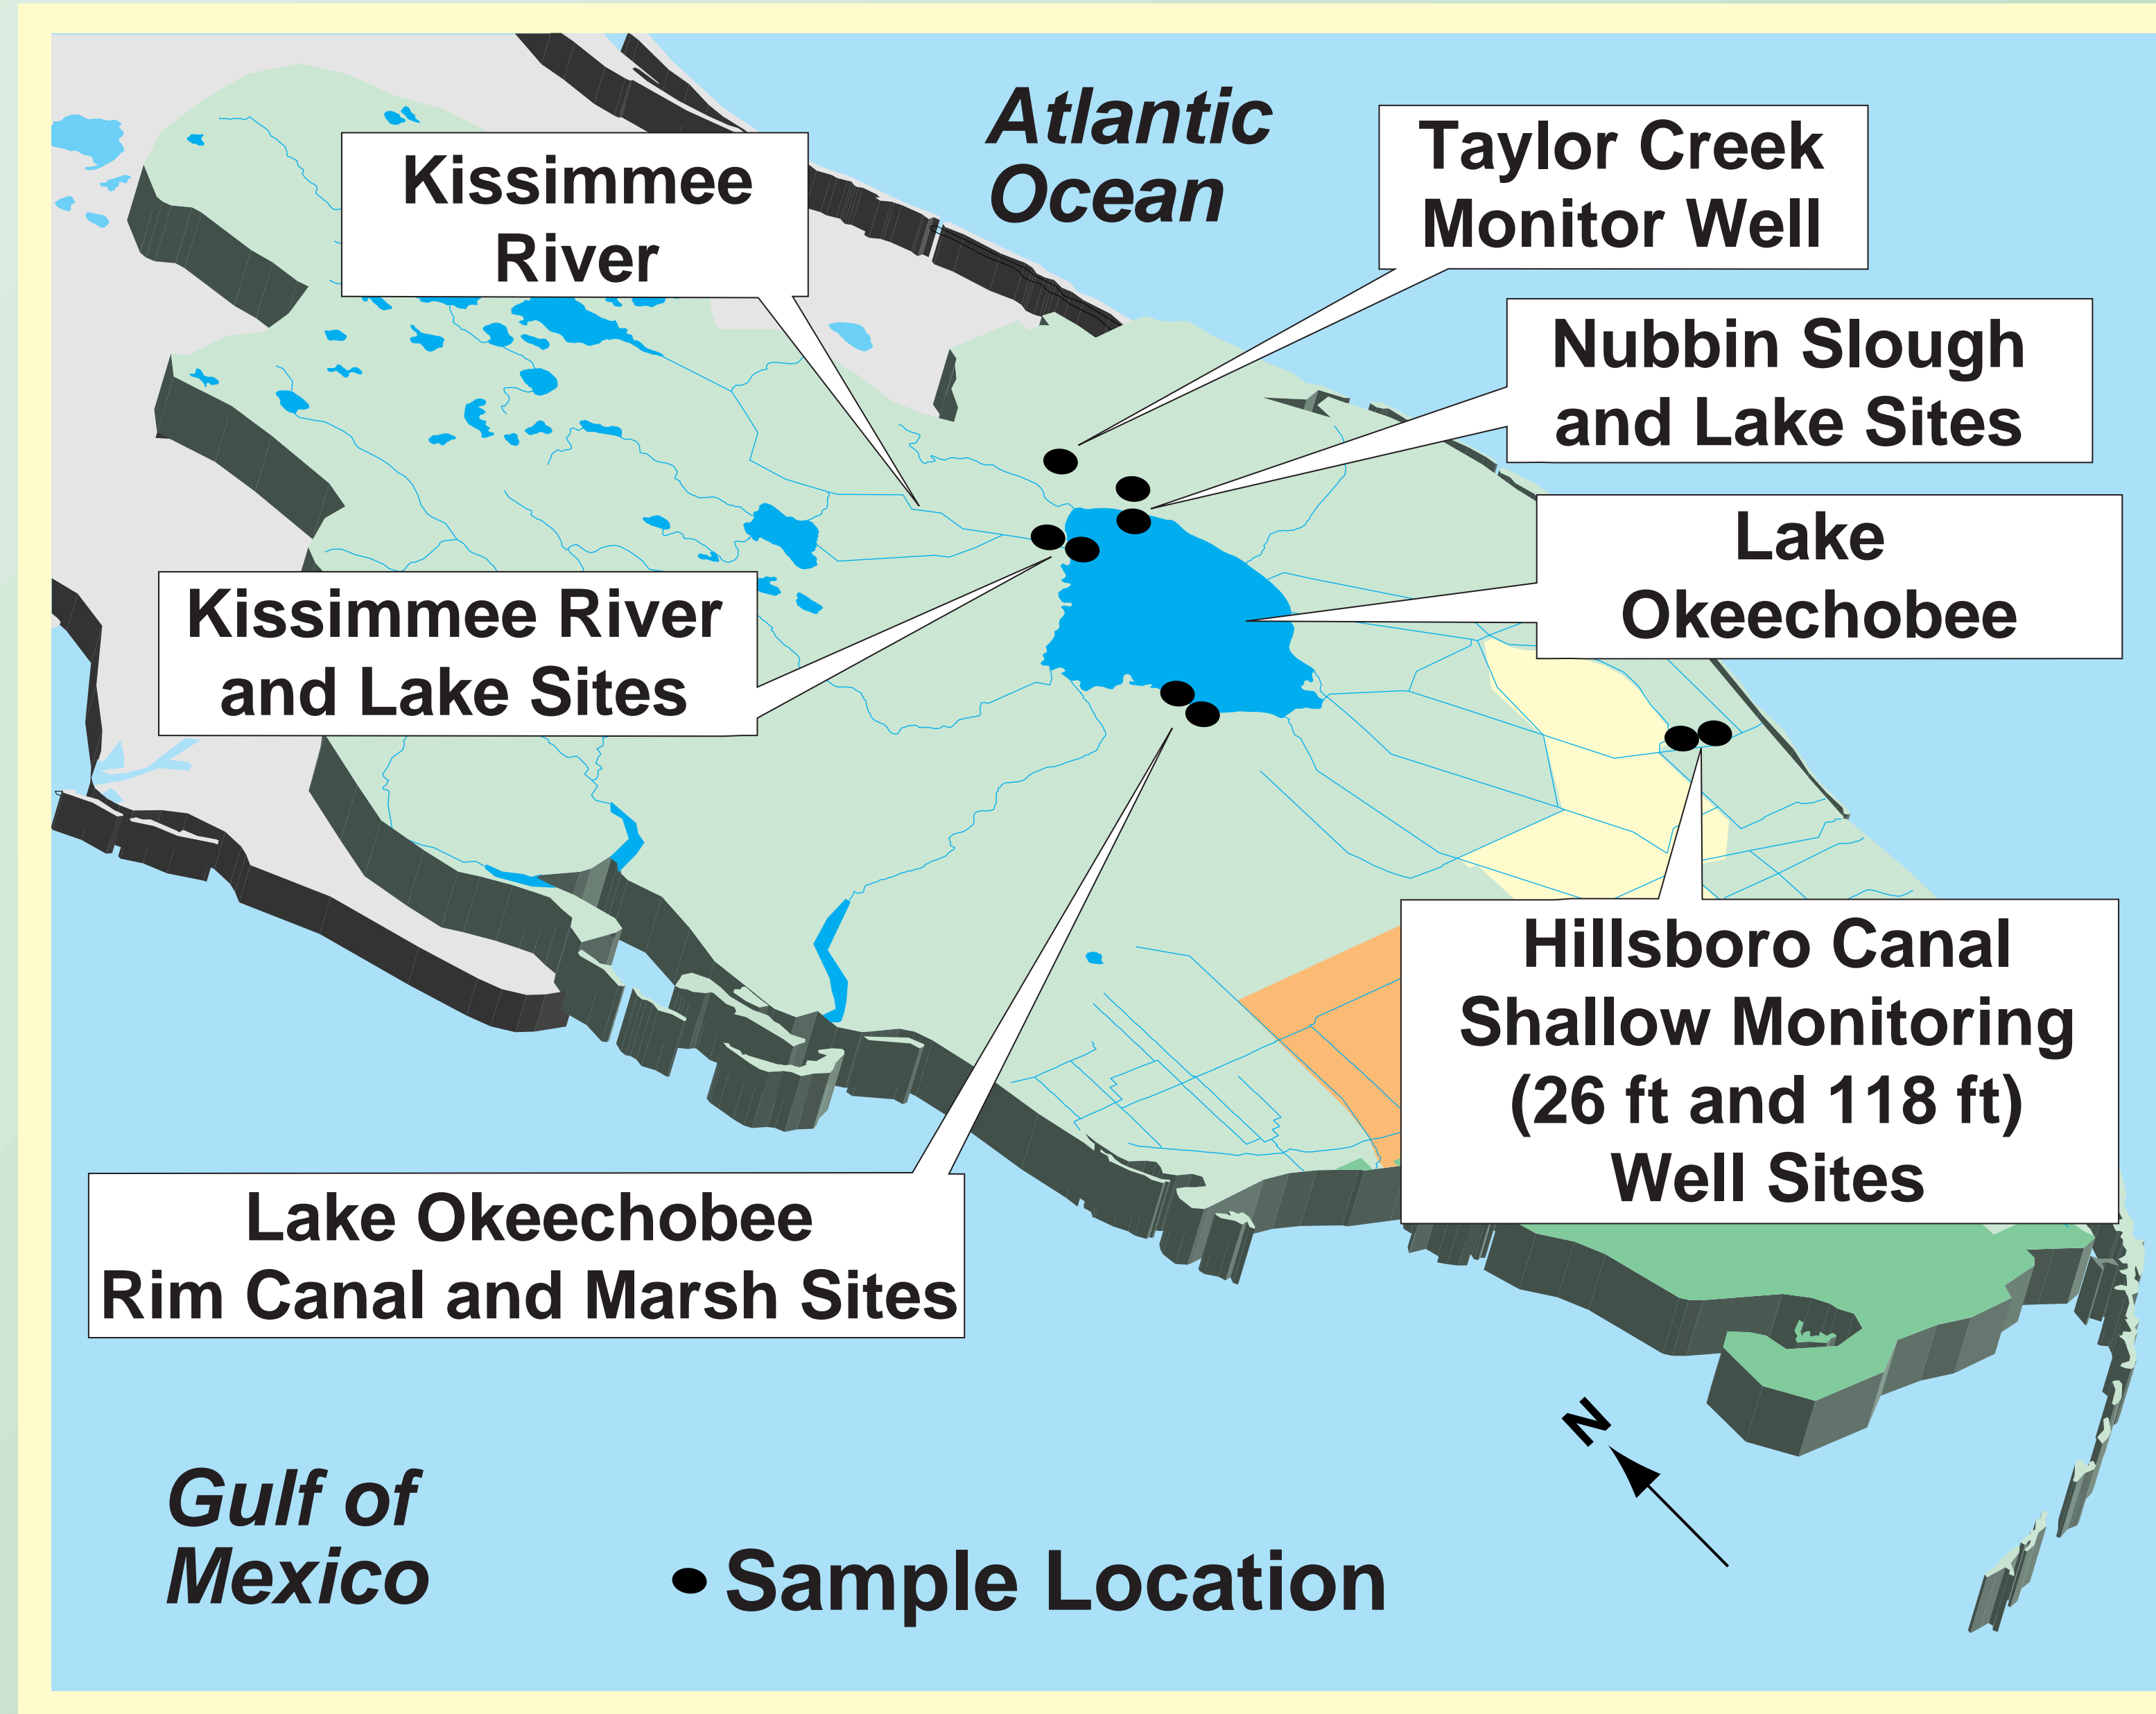 Atlantic
Ocean
Kissimmee
River
Taylor Creek
Monitor Well
Nubbin Slough
and Lake Sites
Lake
Okeechobee
Kissimmee River
and Lake Sites
Hillsboro Canal
Shallow Monitoring
(26 ft and 118 ft)
Well Sites
Lake Okeechobee
Rim Canal and Marsh Sites
N
Gulf of
Mexico
Sample Location